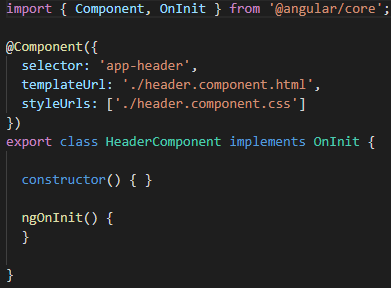 import { Component, OnInit } from '@angular/core';
@Component({
  selector: 'app-header',
  templateUrl: './header.component.html',
  styleUrls: ['./header.component.css']
})
export class HeaderComponent implements OnInit {
  constructor() { }
  ngOnInit() {
  }
}